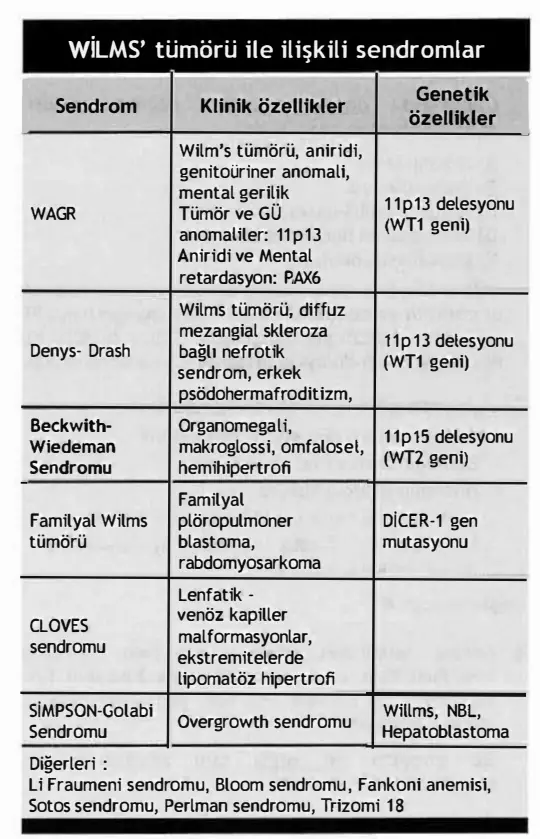 WİLMS' tümörü ile ilişkili sendromlar
Sendrom
Klinik özellikler
Genetik
özellikler
WAGR
Wilm's tümörü, aniridi,
genitoüriner anomali,
mental gerilik
Tümör ve GÜ
anomaliler: 11p13
Aniridi ve Mental
retardasyon: PAX6
11p13 delesyonu
(WT1 geni)
Denys- Drash
Wilms tümörü, diffuz
mezangial skleroza
bağlı nefrotik
sendrom, erkek
psödohermafroditizm,
11p13 delesyonu
(WT1 geni)
Beckwith-
Wiedeman
Sendromu
Organomegali,
makroglossi, omfalosel,
hemihipertrofi
11p15 delesyonu
(WT2 geni)
Familyal Wilms
tümörü
Familyal
plöropulmoner
blastoma,
rabdomyosarkoma
DİCER-1 gen
mutasyonu
CLOVES
sendromu
Lenfatik -
venöz kapiller
malformasyonlar,
ekstremitelerde
lipomatöz hipertrofi
SİMPSON-Golabi
Sendromu
Overgrowth sendromu
Willms, NBL,
Hepatoblastoma
Diğerleri :
Li Fraumeni sendromu, Bloom sendromu, Fankoni anemisi,
Sotos sendromu, Perlman sendromu, Trizomi 18